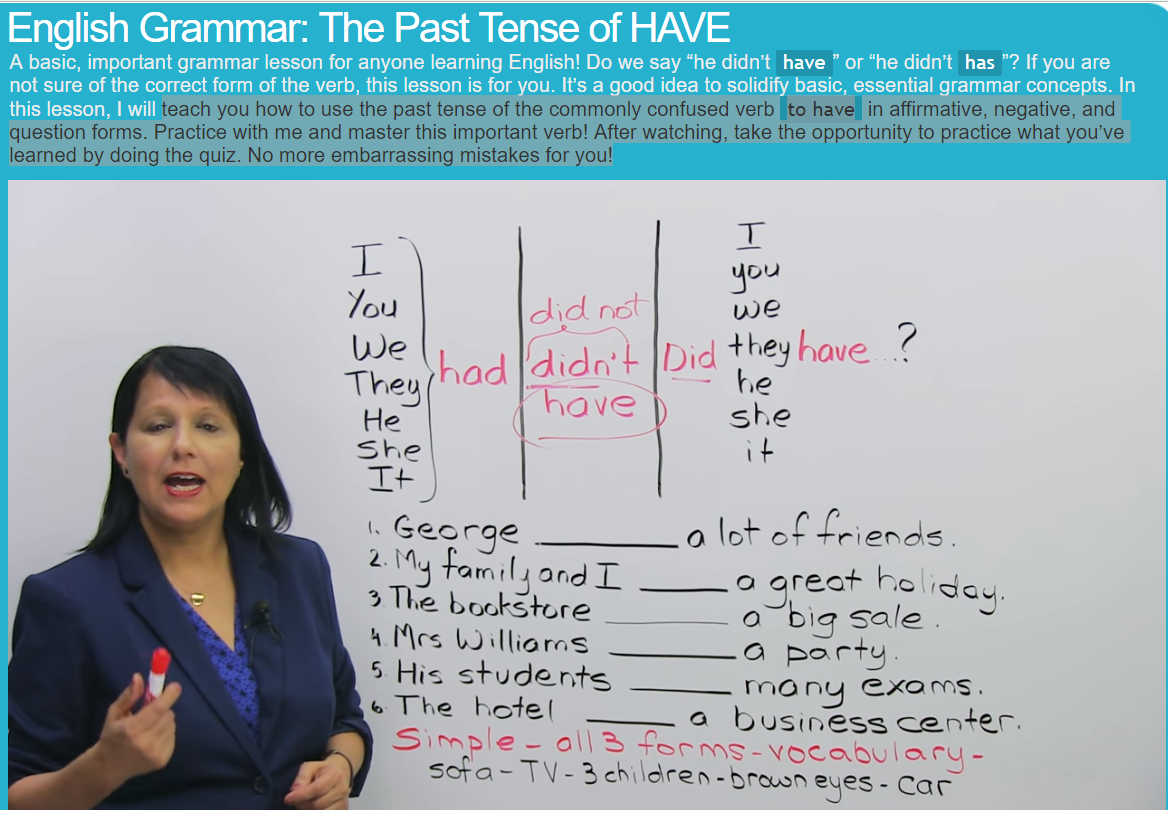 English Grammar: The Past Tense of HAVE
A basic, important grammar lesson for anyone learning English! Do we say “he didn’t have ” or “he didn’t has ”? If you are
not sure of the correct form of the verb, this lesson is for you. It’s a good idea to solidify basic, essential grammar concepts. In
this lesson, I will teach you how to use the past tense of the commonly confused verb to have in affirmative, negative, and
question forms. Practice with me and master this important verb! After watching, take the opportunity to practice what you’ve
learned by doing the quiz. No more embarrassing mistakes for you!
I
You
We
They
He
She
It
had
did not
didn't
have
Did
I
you
we
they
he
she
it
have...?
1. George ______ a lot of friends.
2. My family and I ______ a great holiday.
3. The bookstore ______ a big sale.
4. Mrs Williams ______ a party.
5. His students ______ many exams.
6. The hotel ______ a business center.
Simple - all 3 forms - vocabulary -
sofa - TV - 3 children - brown eyes - car